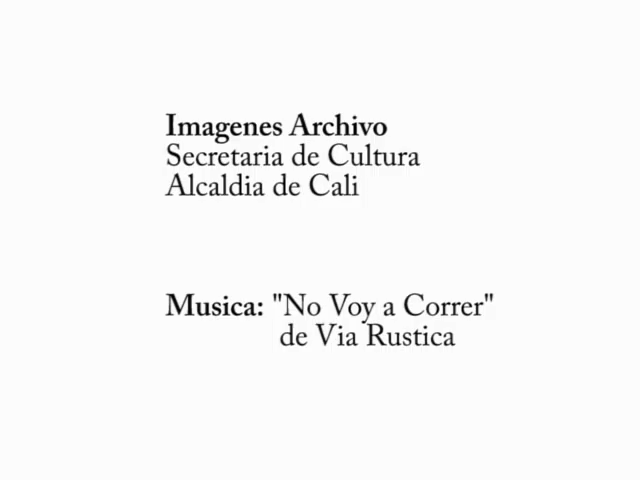 Imagenes Archivo
Secretaria de Cultura
Alcaldia de Cali
Musica: "No Voy a Correr"
de Via Rustica